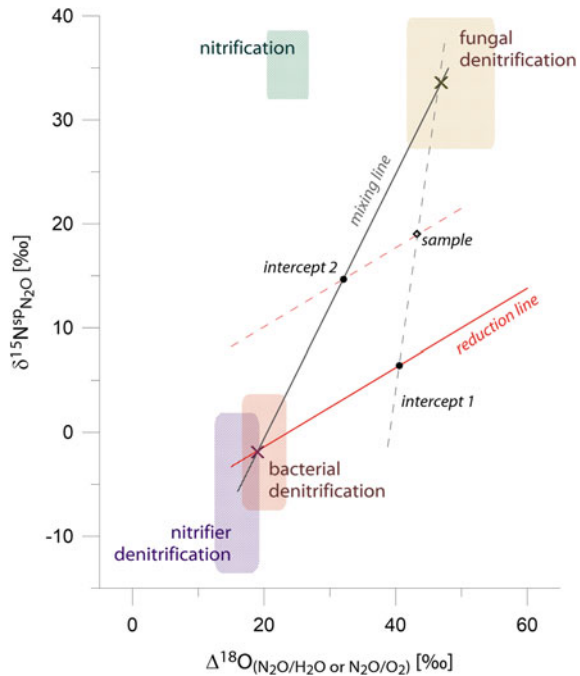 40
30
20
10
0
-10
δ¹⁵Nˢᵖ_N₂O [‰]
nitrification
fungal
denitrification
mixing line
sample
intercept 2
reduction line
intercept 1
bacterial
denitrification
nitrifier
denitrification
0 20 40 60
Δ¹⁸O(N₂O/H₂O or N₂O/O₂) [‰]